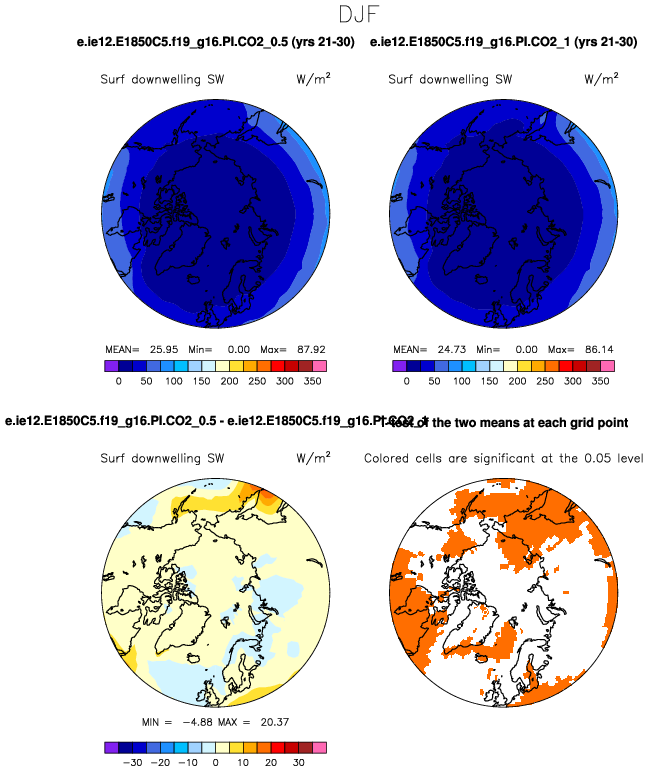 DJF
e.ie12.E1850C5.f19_g16.PI.CO2_0.5 (yrs 21-30)
e.ie12.E1850C5.f19_g16.PI.CO2_1 (yrs 21-30)
Surf downwelling SW W/m²
Surf downwelling SW W/m²
MEAN= 25.95 Min= 0.00 Max= 87.92
0 50 100 150 200 250 300 350
MEAN= 24.73 Min= 0.00 Max= 86.14
0 50 100 150 200 250 300 350
e.ie12.E1850C5.f19_g16.PI.CO2_0.5 - e.ie12.E1850C5.f19_g16.PI.CO2_1
T-test of the two means at each grid point
Surf downwelling SW W/m²
Colored cells are significant at the 0.05 level
MIN = -4.88 MAX = 20.37
-30 -20 -10 0 10 20 30